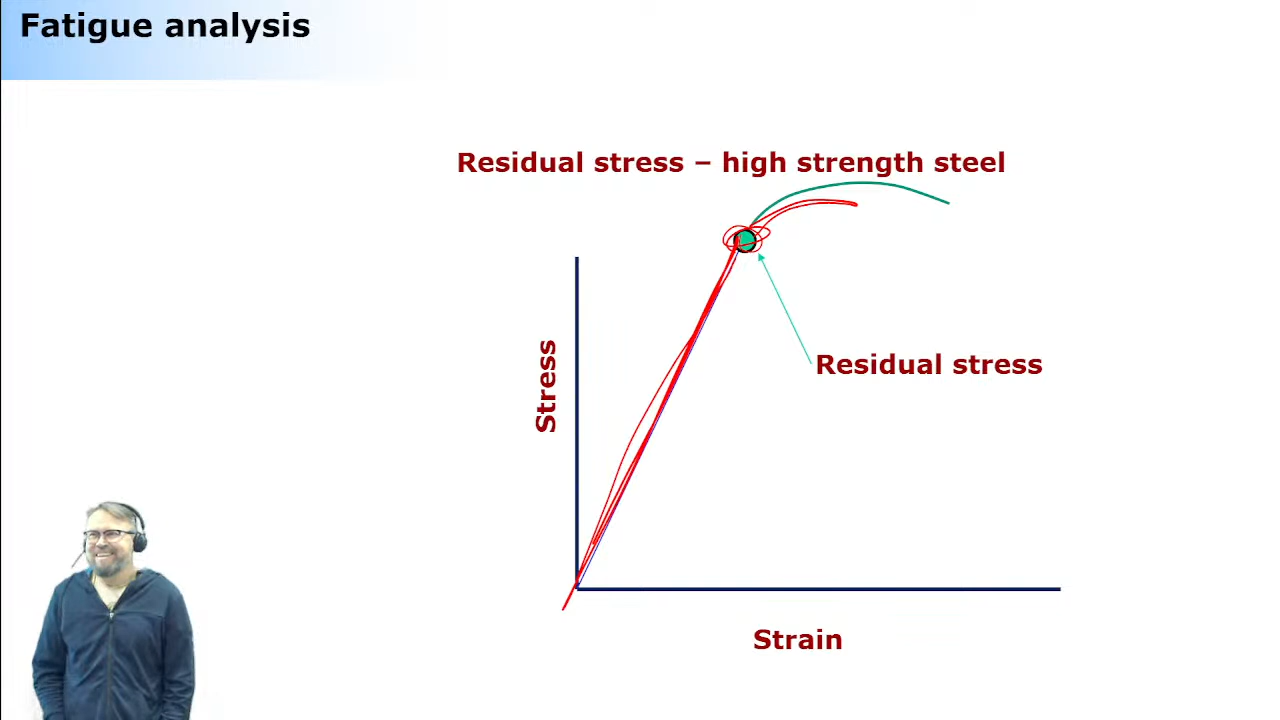 Fatigue analysis
Residual stress – high strength steel
Stress
Residual stress
Strain